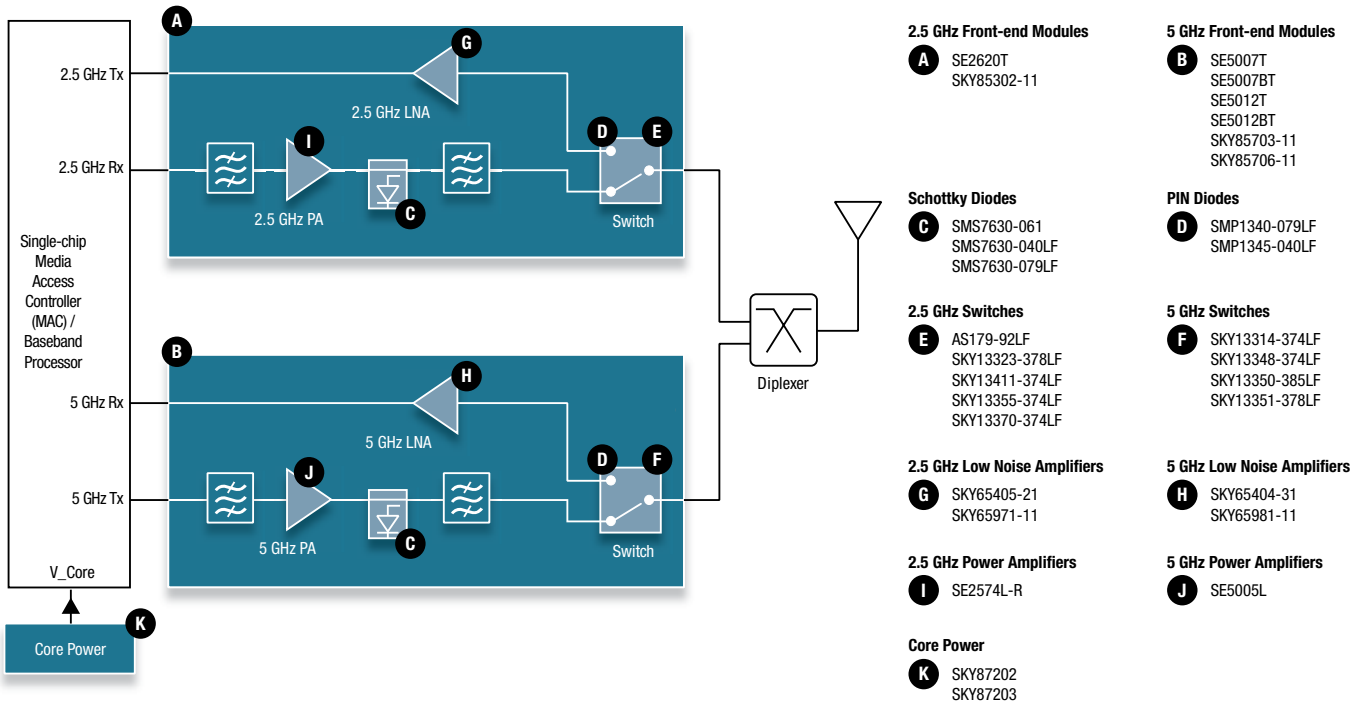 A
G
2.5 GHz Tx
2.5 GHz LNA
I
D
E
2.5 GHz Rx
C
2.5 GHz PA
Switch
Single-chip
Media
Access
Controller
(MAC) /
Baseband
Processor
B
H
5 GHz Rx
5 GHz LNA
J
D
F
5 GHz Tx
C
5 GHz PA
Switch
V_Core
K
Core Power
Diplexer
2.5 GHz Front-end Modules
A
SE2620T
SKY85302-11
5 GHz Front-end Modules
B
SE5007T
SE5007BT
SE5012T
SE5012BT
SKY85703-11
SKY85706-11
Schottky Diodes
C
SMS7630-061
SMS7630-040LF
SMS7630-079LF
PIN Diodes
D
SMP1340-079LF
SMP1345-040LF
2.5 GHz Switches
E
AS179-92LF
SKY13323-378LF
SKY13411-374LF
SKY13355-374LF
SKY13370-374LF
5 GHz Switches
F
SKY13314-374LF
SKY13348-374LF
SKY13350-385LF
SKY13351-378LF
2.5 GHz Low Noise Amplifiers
G
SKY65405-21
SKY65971-11
5 GHz Low Noise Amplifiers
H
SKY65404-31
SKY65981-11
2.5 GHz Power Amplifiers
I
SE2574L-R
5 GHz Power Amplifiers
J
SE5005L
Core Power
K
SKY87202
SKY87203